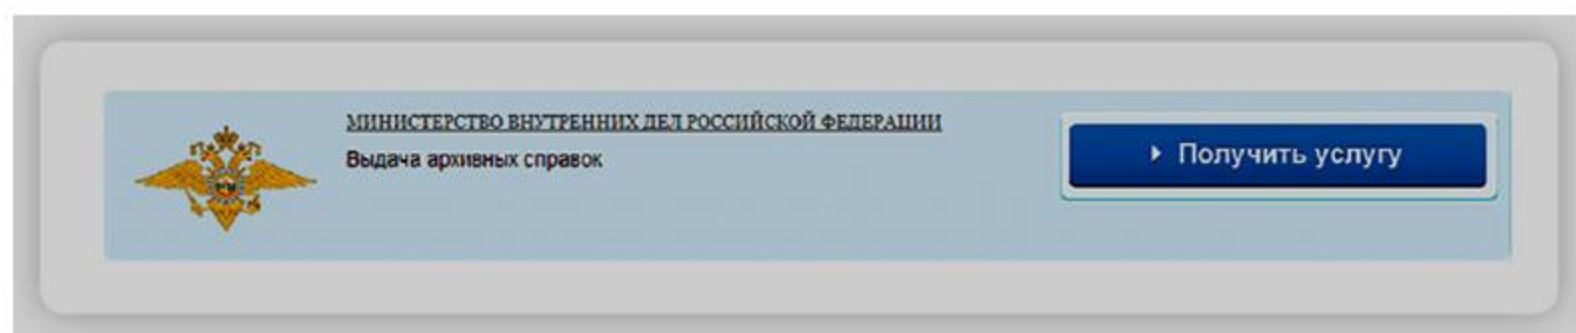 МИНИСТЕРСТВО ВНУТРЕННИХ ДЕЛ РОССИЙСКОЙ ФЕДЕРАЦИИ
Выдача архивных справок
Получить услугу